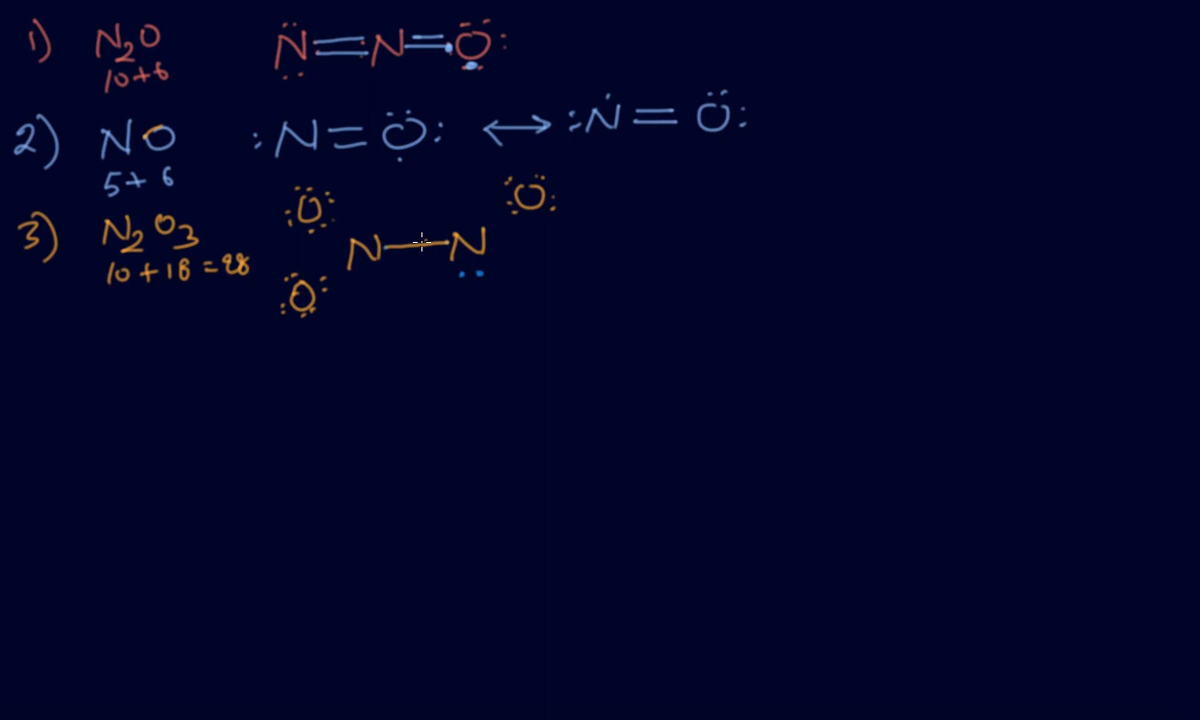 1) N2O N=N=O:
10+6
2) NO :N=O: ↔ :N=O:
5+6
3) N2O3 :O: :O:
N—N
10+18=28 :O: